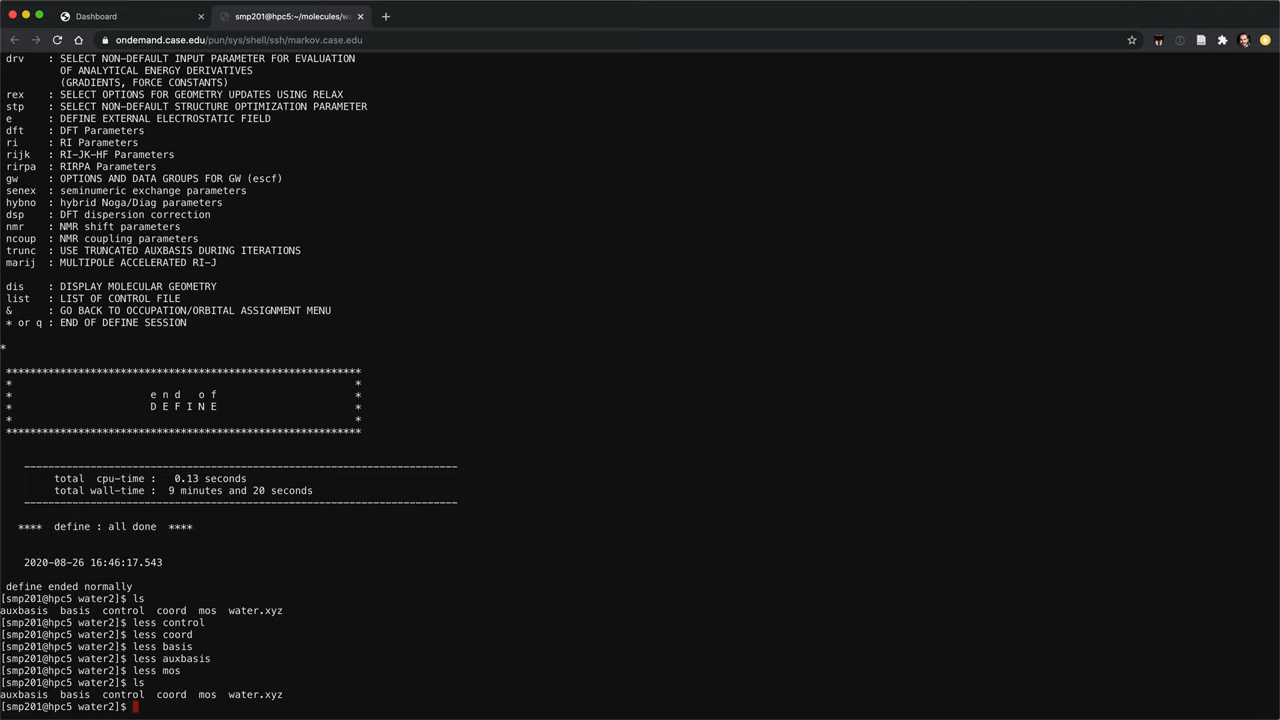 Dashboard
smp201@hpc5:~/molecules/wa
ondemand.case.edu/pun/sys/shell/ssh/markov.case.edu
drv : SELECT NON-DEFAULT INPUT PARAMETER FOR EVALUATION
OF ANALYTICAL ENERGY DERIVATIVES
(GRADIENTS, FORCE CONSTANTS)
rex : SELECT OPTIONS FOR GEOMETRY UPDATES USING RELAX
stp : SELECT NON-DEFAULT STRUCTURE OPTIMIZATION PARAMETER
e : DEFINE EXTERNAL ELECTROSTATIC FIELD
dft : DFT Parameters
ri : RI Parameters
rijk : RI-JK-HF Parameters
rirpa : RIRPA Parameters
gw : OPTIONS AND DATA GROUPS FOR GW (escf)
senex : seminumeric exchange parameters
hybno : hybrid Noga/Diag parameters
dsp : DFT dispersion correction
nmr : NMR shift parameters
ncoup : NMR coupling parameters
trunc : USE TRUNCATED AUXBASIS DURING ITERATIONS
marij : MULTIPOLE ACCELERATED RI-J
dis : DISPLAY MOLECULAR GEOMETRY
list : LIST OF CONTROL FILE
& : GO BACK TO OCCUPATION/ORBITAL ASSIGNMENT MENU
* or q : END OF DEFINE SESSION
*
***********************************************************
* *
* e n d o f *
* D E F I N E *
* *
***********************************************************
------------------------------------------------------------------------
total cpu-time : 0.13 seconds
total wall-time : 9 minutes and 20 seconds
------------------------------------------------------------------------
**** define : all done ****
2020-08-26 16:46:17.543
define ended normally
[smp201@hpc5 water2]$ ls
auxbasis basis control coord mos water.xyz
[smp201@hpc5 water2]$ less control
[smp201@hpc5 water2]$ less coord
[smp201@hpc5 water2]$ less basis
[smp201@hpc5 water2]$ less auxbasis
[smp201@hpc5 water2]$ less mos
[smp201@hpc5 water2]$ ls
auxbasis basis control coord mos water.xyz
[smp201@hpc5 water2]$